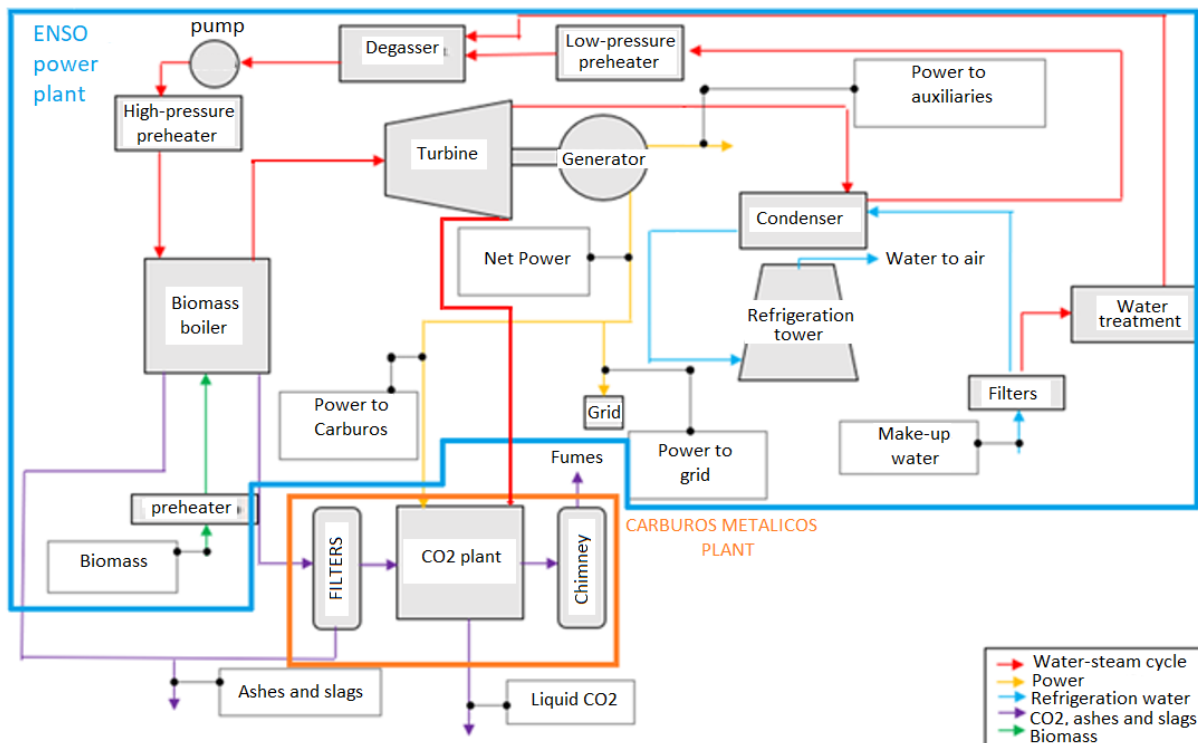 ENSO
power
plant
pump
Degasser
Low-pressure
preheater
Power to
auxiliaries
High-pressure
preheater
Turbine
Generator
Condenser
Net Power
Water to air
Biomass
boiler
Refrigeration
tower
Water
treatment
Filters
Power to
Carburos
Grid
Make-up
water
Power to
grid
Fumes
preheater
CARBUROS METALICOS
PLANT
Biomass
FILTERS
CO2 plant
Chimney
Ashes and slags
Liquid CO2
Water-steam cycle
Power
Refrigeration water
CO2, ashes and slags
Biomass